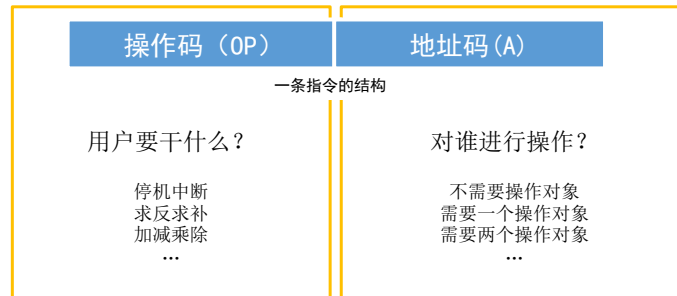 操作码（OP）
地址码(A)
一条指令的结构
用户要干什么？
对谁进行操作？
停机中断
求反求补
加减乘除
…
不需要操作对象
需要一个操作对象
需要两个操作对象
…